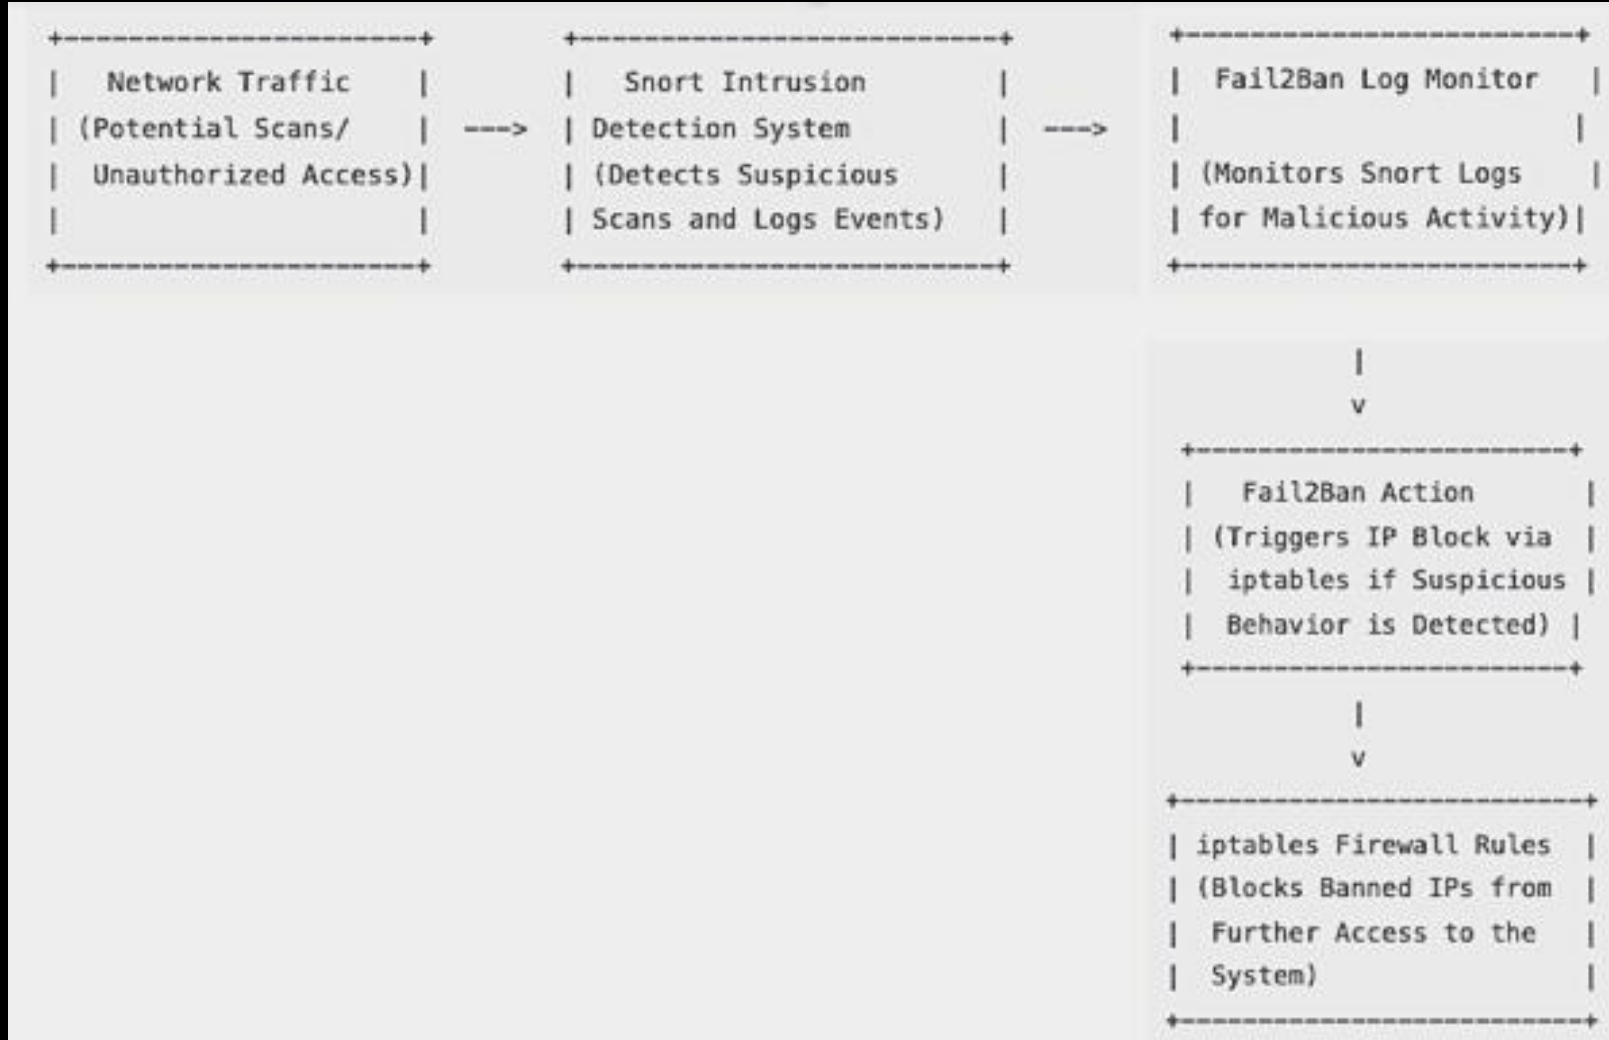 Network Traffic
(Potential Scans/
Unauthorized Access)
--->
Snort Intrusion
Detection System
(Detects Suspicious
Scans and Logs Events)
--->
Fail2Ban Log Monitor
(Monitors Snort Logs
for Malicious Activity)
|
v
Fail2Ban Action
(Triggers IP Block via
iptables if Suspicious
Behavior is Detected)
|
v
iptables Firewall Rules
(Blocks Banned IPs from
Further Access to the
System)